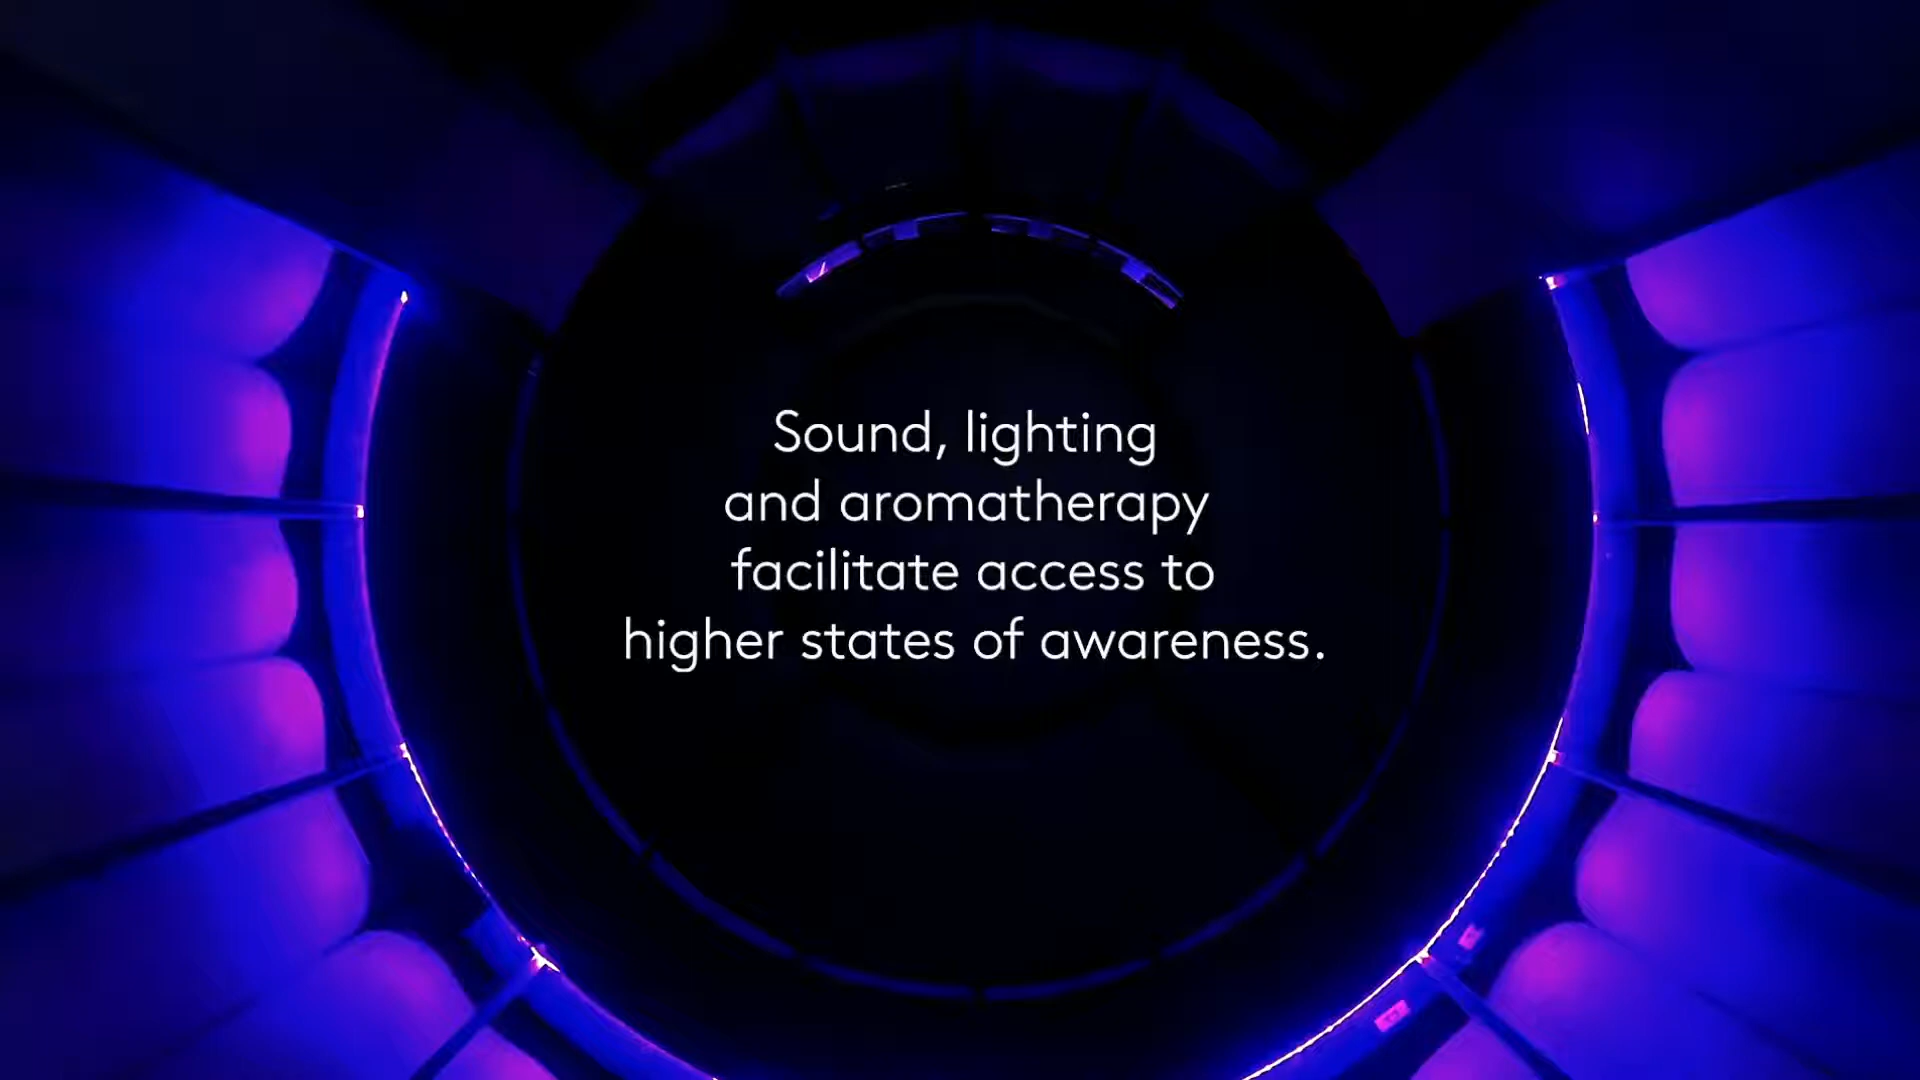 Sound, lighting
and aromatherapy
facilitate access to
higher states of awareness.